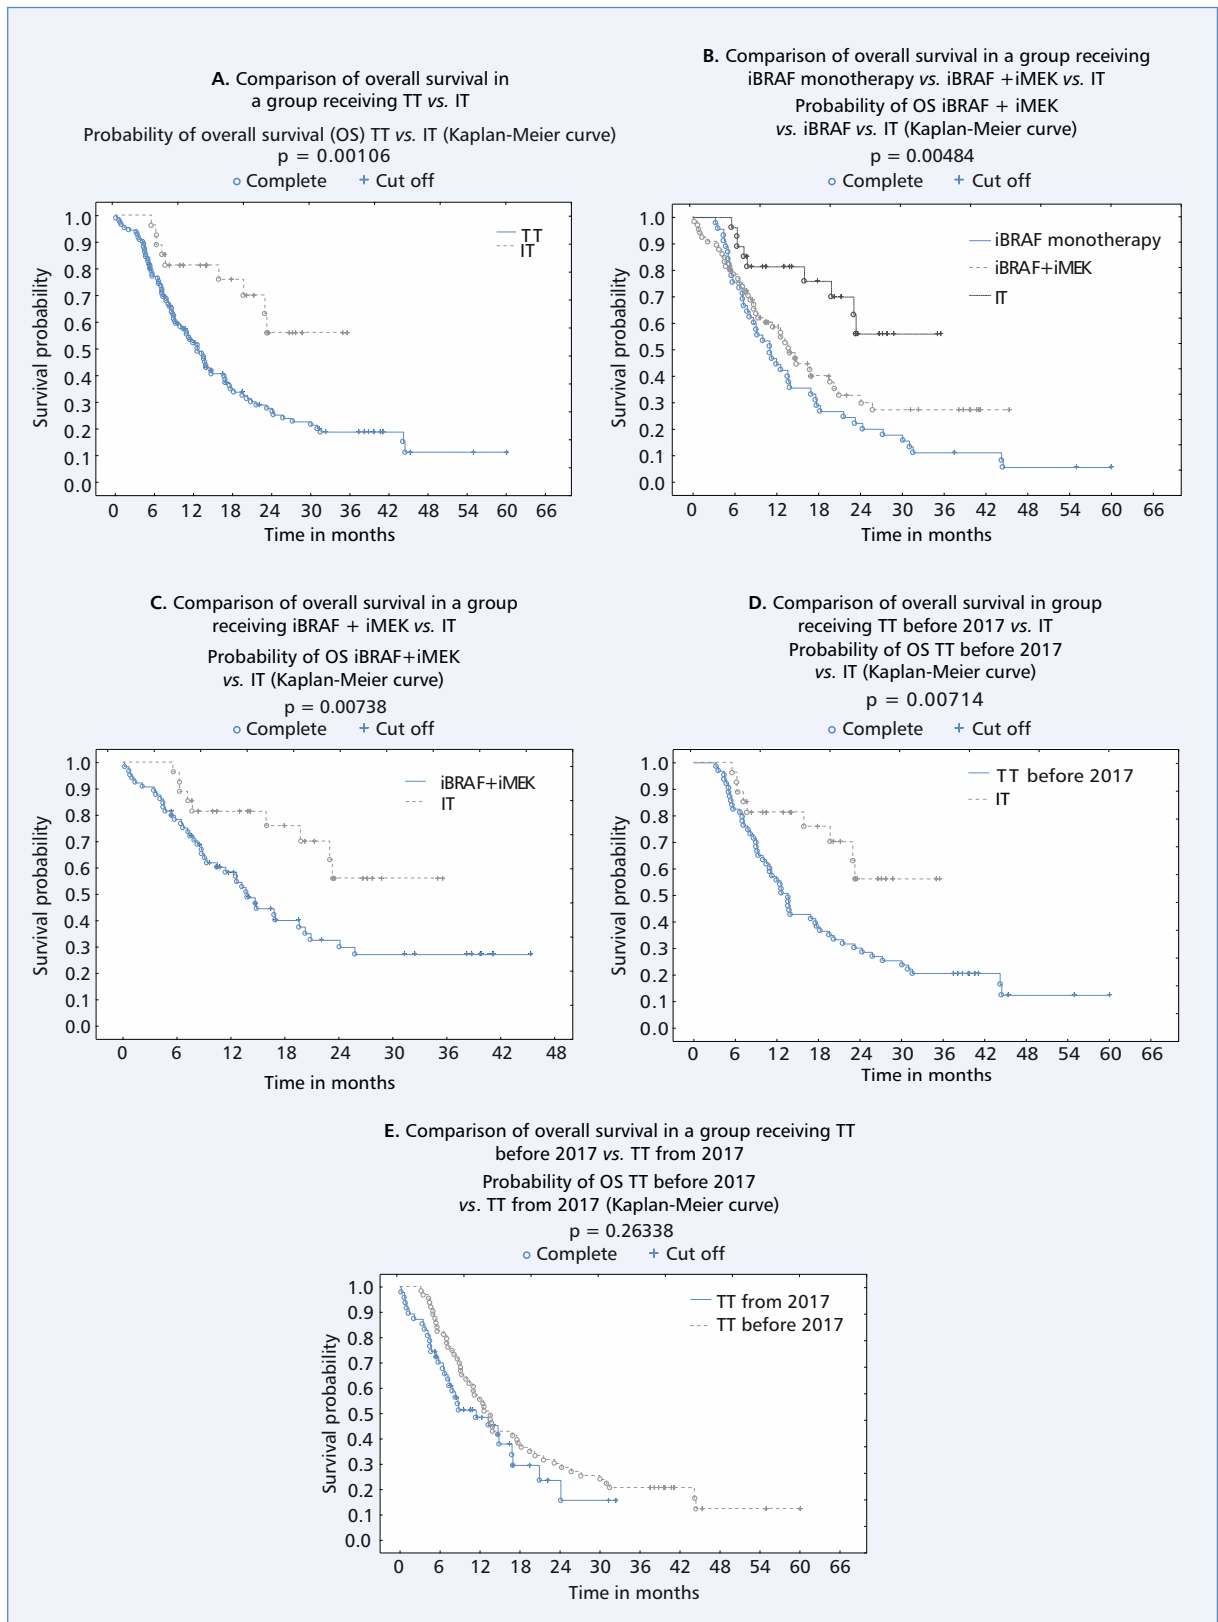 A. Comparison of overall survival in
a group receiving TT vs. IT
Probability of overall survival (OS) TT vs. IT (Kaplan-Meier curve)
p = 0.00106
Complete + Cut off
TT
IT
Survival probability
1.0
0.9
0.8
0.7
0.6
0.5
0.4
0.3
0.2
0.1
0.0
0 6 12 18 24 30 36 42 48 54 60 66
Time in months
B. Comparison of overall survival in a group receiving
iBRAF monotherapy vs. iBRAF +iMEK vs. IT
Probability of OS iBRAF + iMEK
vs. iBRAF vs. IT (Kaplan-Meier curve)
p = 0.00484
Complete + Cut off
iBRAF monotherapy
iBRAF+iMEK
IT
Survival probability
1.0
0.9
0.8
0.7
0.6
0.5
0.4
0.3
0.2
0.1
0.0
0 6 12 18 24 30 36 42 48 54 60 66
Time in months
C. Comparison of overall survival in a group
receiving iBRAF + iMEK vs. IT
Probability of OS iBRAF+iMEK
vs. IT (Kaplan-Meier curve)
p = 0.00738
Complete + Cut off
iBRAF+iMEK
IT
Survival probability
1.0
0.9
0.8
0.7
0.6
0.5
0.4
0.3
0.2
0.1
0.0
0 6 12 18 24 30 36 42 48
Time in months
D. Comparison of overall survival in group
receiving TT before 2017 vs. IT
Probability of OS TT before 2017
vs. IT (Kaplan-Meier curve)
p = 0.00714
Complete + Cut off
TT before 2017
IT
Survival probability
1.0
0.9
0.8
0.7
0.6
0.5
0.4
0.3
0.2
0.1
0.0
0 6 12 18 24 30 36 42 48 54 60 66
Time in months
E. Comparison of overall survival in a group receiving TT
before 2017 vs. TT from 2017
Probability of OS TT before 2017
vs. TT from 2017 (Kaplan-Meier curve)
p = 0.26338
Complete + Cut off
TT from 2017
TT before 2017
Survival probability
1.0
0.9
0.8
0.7
0.6
0.5
0.4
0.3
0.2
0.1
0.0
0 6 12 18 24 30 36 42 48 54 60 66
Time in months